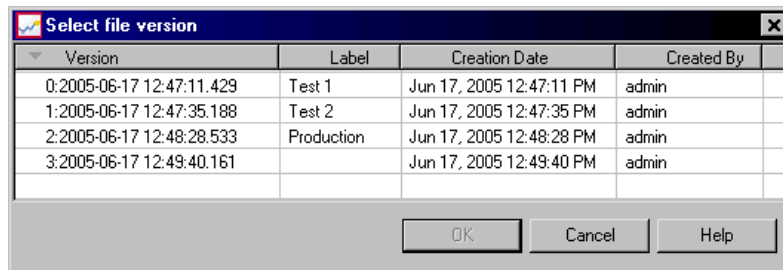 Select file version
Version Label Creation Date Created By
0:2005-06-17 12:47:11.429 Test 1 Jun 17, 2005 12:47:11 PM admin
1:2005-06-17 12:47:35.188 Test 2 Jun 17, 2005 12:47:35 PM admin
2:2005-06-17 12:48:28.533 Production Jun 17, 2005 12:48:28 PM admin
3:2005-06-17 12:49:40.161 Jun 17, 2005 12:49:40 PM admin
OK Cancel Help